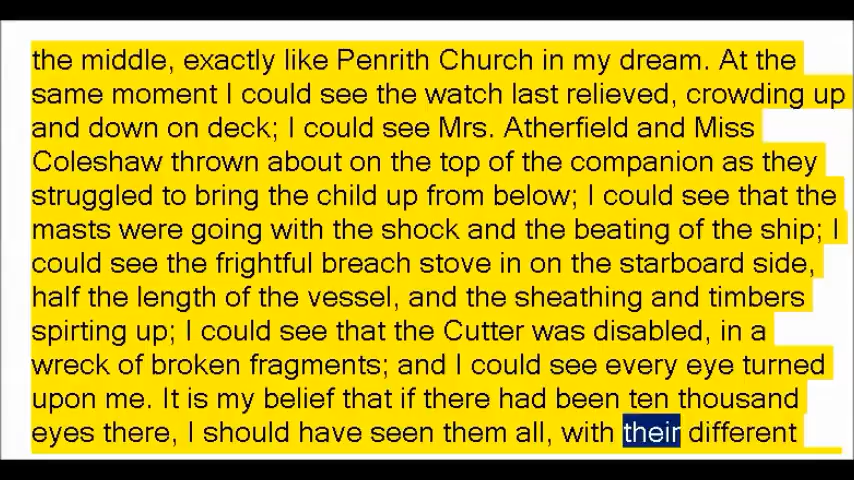 the middle, exactly like Penrith Church in my dream. At the
same moment I could see the watch last relieved, crowding up
and down on deck; I could see Mrs. Atherfield and Miss
Coleshaw thrown about on the top of the companion as they
struggled to bring the child up from below; I could see that the
masts were going with the shock and the beating of the ship; I
could see the frightful breach stove in on the starboard side,
half the length of the vessel, and the sheathing and timbers
spirting up; I could see that the Cutter was disabled, in a
wreck of broken fragments; and I could see every eye turned
upon me. It is my belief that if there had been ten thousand
eyes there, I should have seen them all, with their different